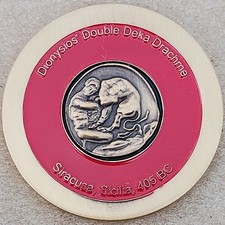 Dionysios' Double Deka Drachme
Siracusa, Sicilia, 405 BC